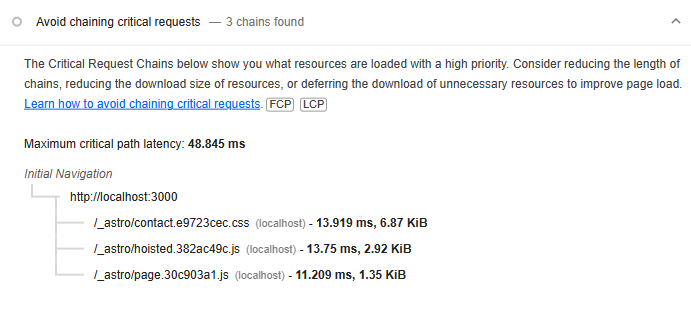 Avoid chaining critical requests — 3 chains found
The Critical Request Chains below show you what resources are loaded with a high priority. Consider reducing the length of
chains, reducing the download size of resources, or deferring the download of unnecessary resources to improve page load.
Learn how to avoid chaining critical requests. FCP LCP
Maximum critical path latency: 48.845 ms
Initial Navigation
http://localhost:3000
/_astro/contact.e9723cec.css (localhost) - 13.919 ms, 6.87 KiB
/_astro/hoisted.382ac49c.js (localhost) - 13.75 ms, 2.92 KiB
/_astro/page.30c903a1.js (localhost) - 11.209 ms, 1.35 KiB